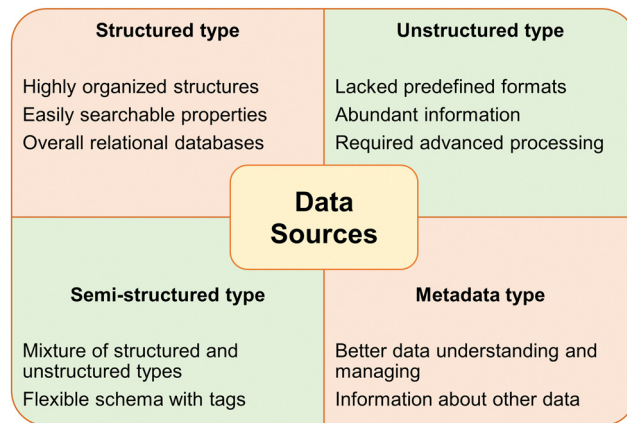 Structured type
Highly organized structures
Easily searchable properties
Overall relational databases
Unstructured type
Lacked predefined formats
Abundant information
Required advanced processing
Data
Sources
Semi-structured type
Mixture of structured and
unstructured types
Flexible schema with tags
Metadata type
Better data understanding and
managing
Information about other data